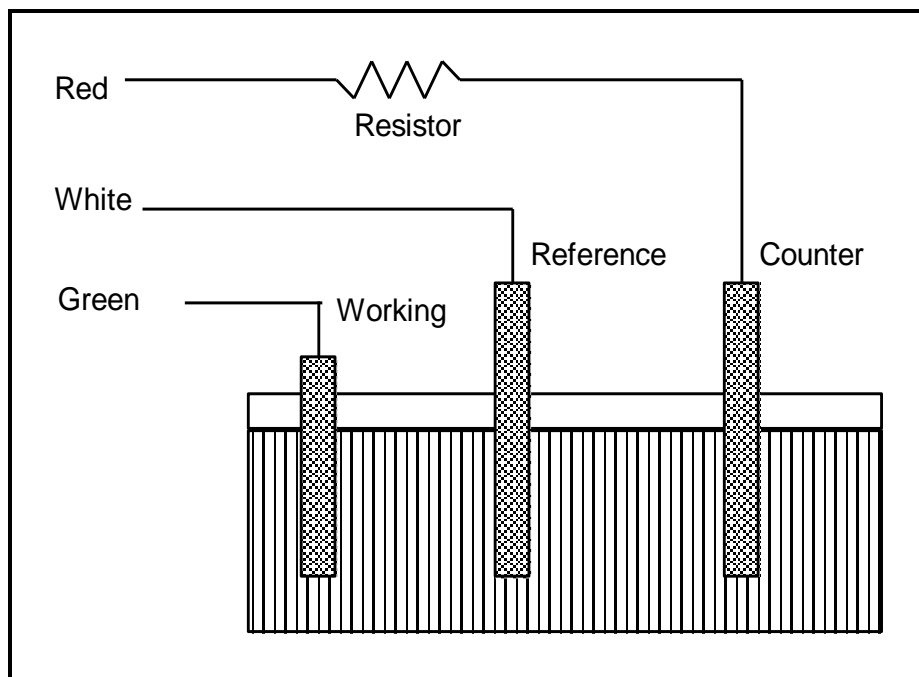 Red
Resistor
White
Reference
Counter
Green
Working